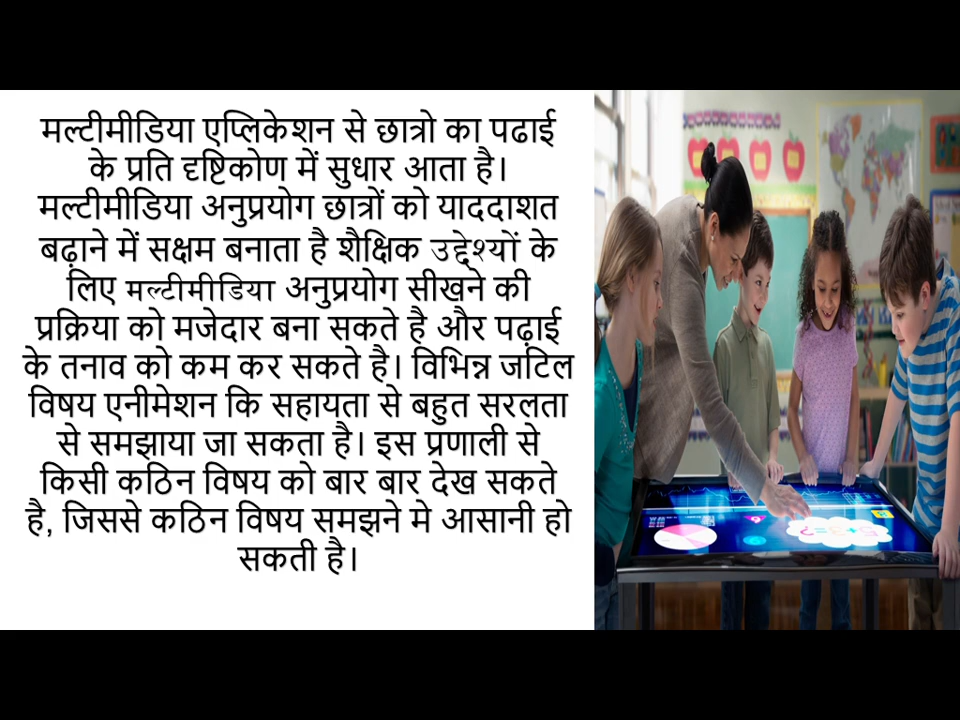 मल्टीमीडिया एप्लिकेशन से छात्रो का पढाई
के प्रति दृष्टिकोण में सुधार आता है।
मल्टीमीडिया अनुप्रयोग छात्रों को याददाशत
बढ़ाने में सक्षम बनाता है शैक्षिक उद्देश्यों के
लिए मल्टीमीडिया अनुप्रयोग सीखने की
प्रक्रिया को मजेदार बना सकते है और पढ़ाई
के तनाव को कम कर सकते है। विभिन्न जटिल
विषय एनीमेशन कि सहायता से बहुत सरलता
से समझाया जा सकता है। इस प्रणाली से
किसी कठिन विषय को बार बार देख सकते
है, जिससे कठिन विषय समझने मे आसानी हो
सकती है।